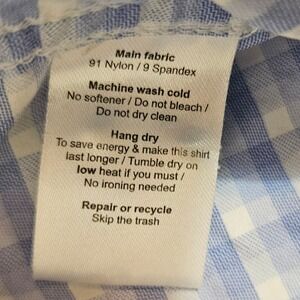 Main fabric
91 Nylon / 9 Spandex
Machine wash cold
No softener / Do not bleach /
Do not dry clean
Hang dry
To save energy & make this shirt
last longer / Tumble dry on
low heat if you must /
No ironing needed
Repair or recycle
Skip the trash